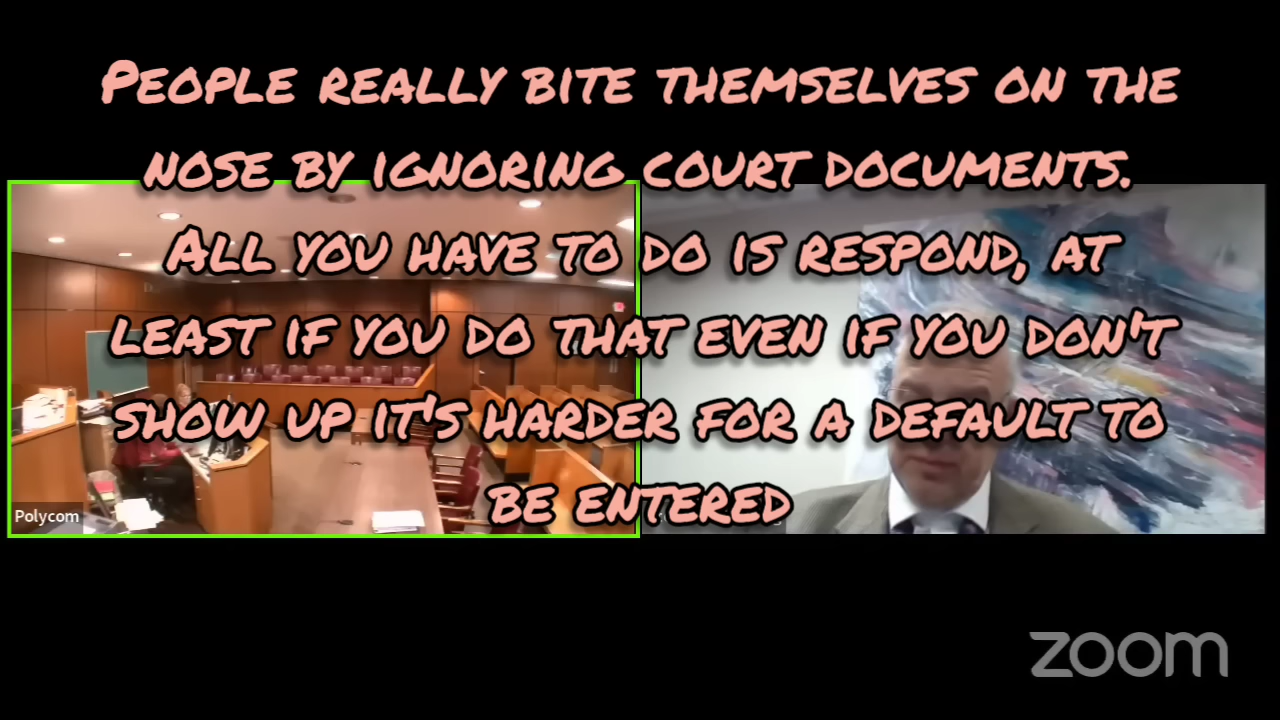 People really bite themselves on the
nose by ignoring court documents.
All you have to do is respond, at
least if you do that even if you don't
show up it's harder for a default to
be entered
Polycom
zoom